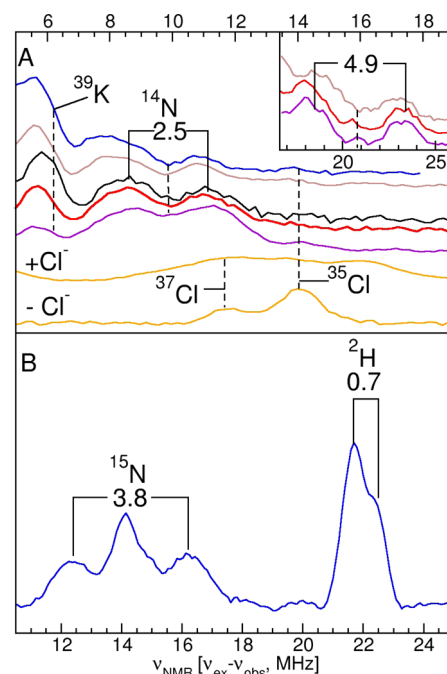 6 8 10 12 14 16 18
A
4.9
³⁹K
¹⁴N
2.5
20 25
+Cl⁻
³⁷Cl
³⁵Cl
- Cl⁻
B
²H
0.7
¹⁵N
3.8
12 14 16 18 20 22 24
νNMR [νex-νobs, MHz]